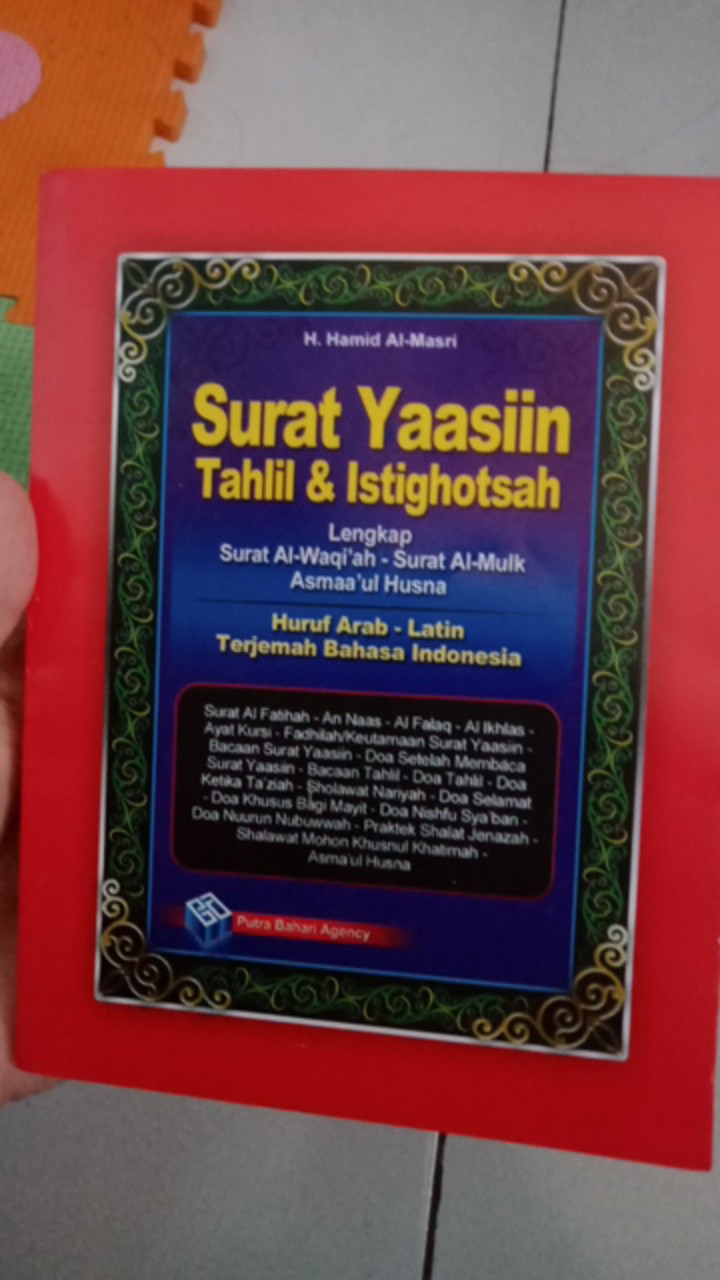 H. Hamid Al-Masri
Surat Yaasiin
Tahlil & Istighotsah
Lengkap
Surat Al-Waqi'ah - Surat Al-Mulk
Asmaa'ul Husna
Huruf Arab - Latin
Terjemah Bahasa Indonesia
Surat Al Fatihah - An Naas - Al Falaq - Al Ikhlas -
Ayat Kursi - Fadhilah/Keutamaan Surat Yaasiin -
Bacaan Surat Yaasiin - Doa Setelah Membaca
Surat Yaasiin - Bacaan Tahlil - Doa Tahlil - Doa
Ketika Ta'ziah - Sholawat Nariyah - Doa Selamat
- Doa Khusus Bagi Mayit - Doa Nishfu Sya'ban -
Doa Nuurun Nubuwwah - Praktek Shalat Jenazah -
Shalawat Mohon Khusnul Khatimah -
Asma'ul Husna
Putra Bahari Agency